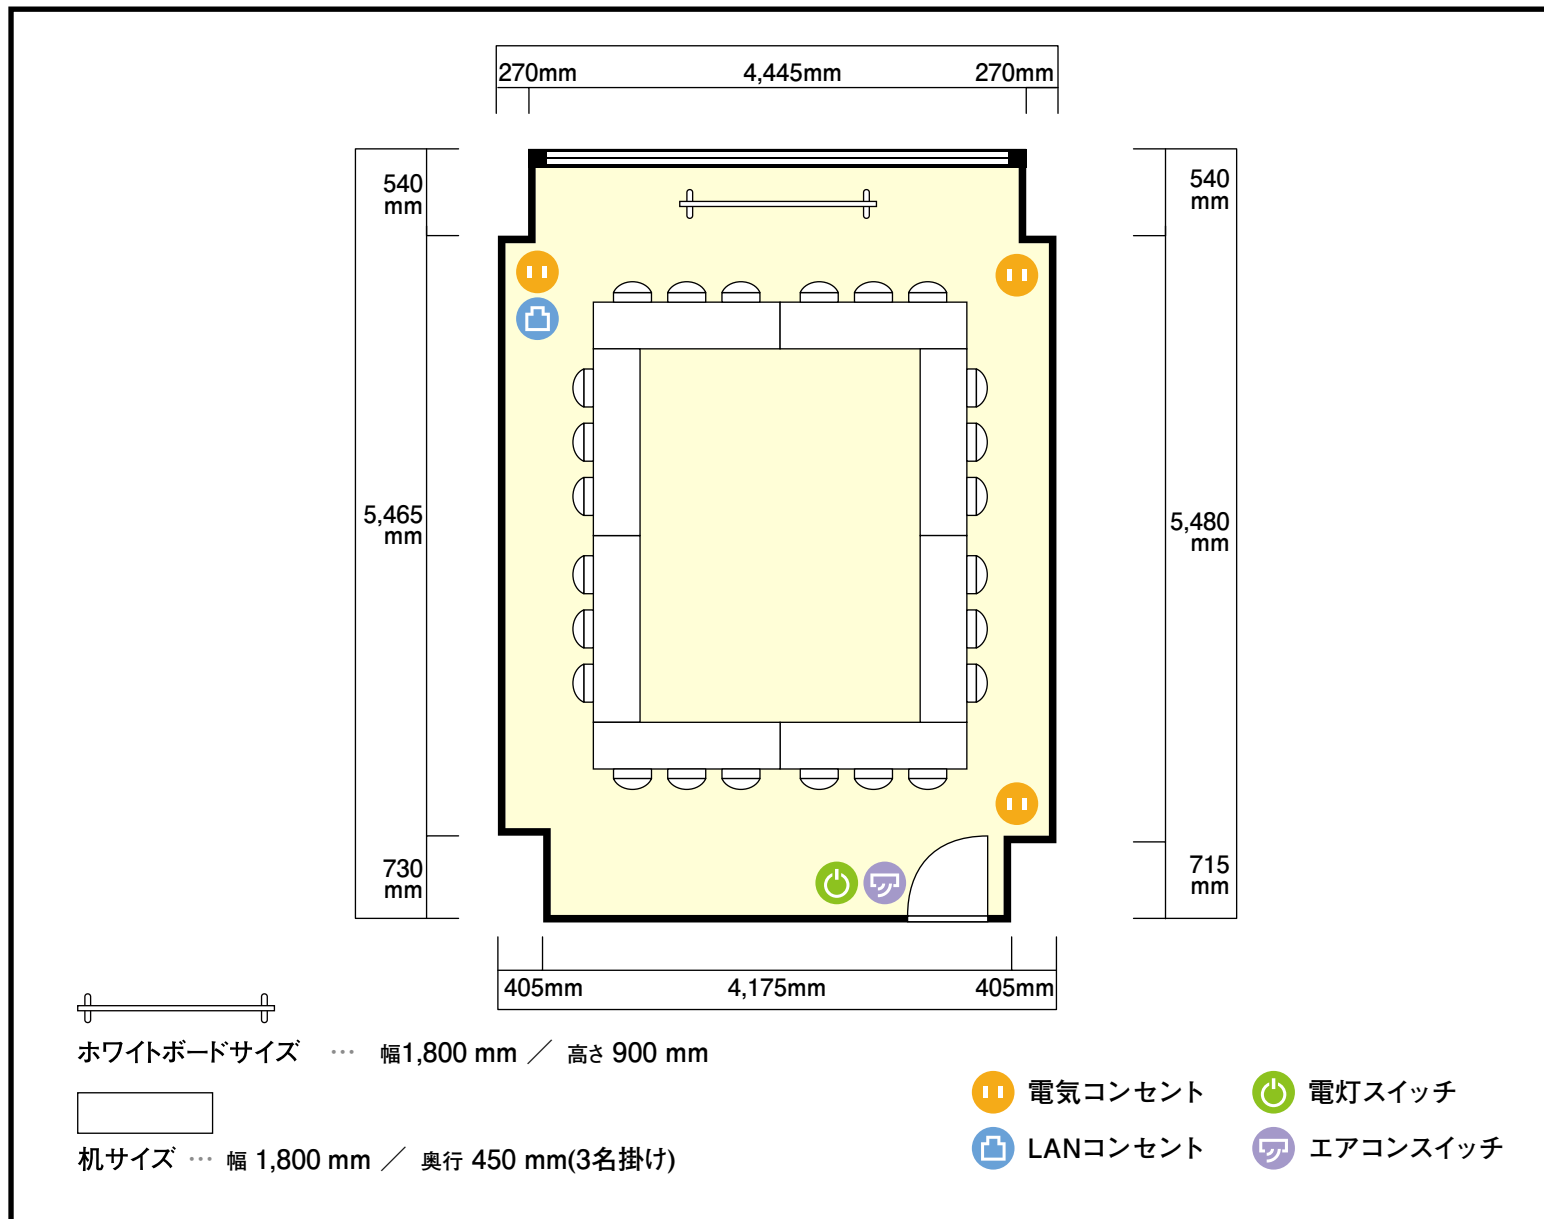 270mm 4,445mm 270mm
540
mm
540
mm
5,465
mm
5,480
mm
730
mm
715
mm
405mm 4,175mm 405mm
ホワイトボードサイズ … 幅1,800 mm ／ 高さ 900 mm
机サイズ … 幅 1,800 mm ／ 奥行 450 mm(3名掛け)
電気コンセント 電灯スイッチ
LANコンセント エアコンスイッチ